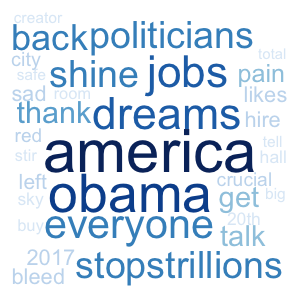 creator
back politicians
city total
shine jobs
safe pain
sad room likes
thank dreams hire
red tell
america
stir hall
left obama crucial
sky get big
everyone 20th
buy talk
2017
bleed stops trillions